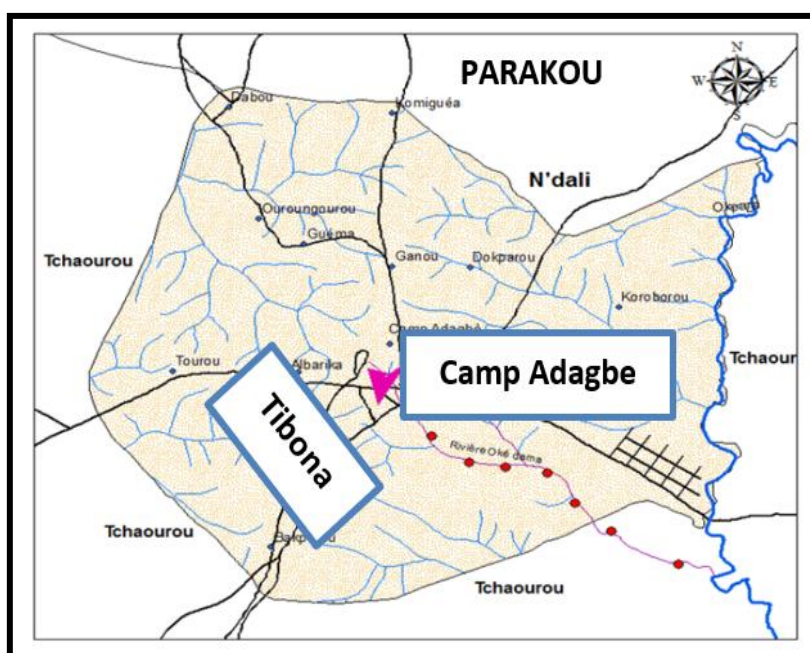 PARAKOU
N
W
E
S
Dabou
Komiguéa
N'dali
Okpara
Ouroungourou
Guéma
Tchaourou
Ganou
Dokparou
Koroborou
Camp Adagbé
Tchaour
Tourou
Albarika
Camp Adagbe
Tibona
Rivière Oké dama
Tchaourou
Tchaourou